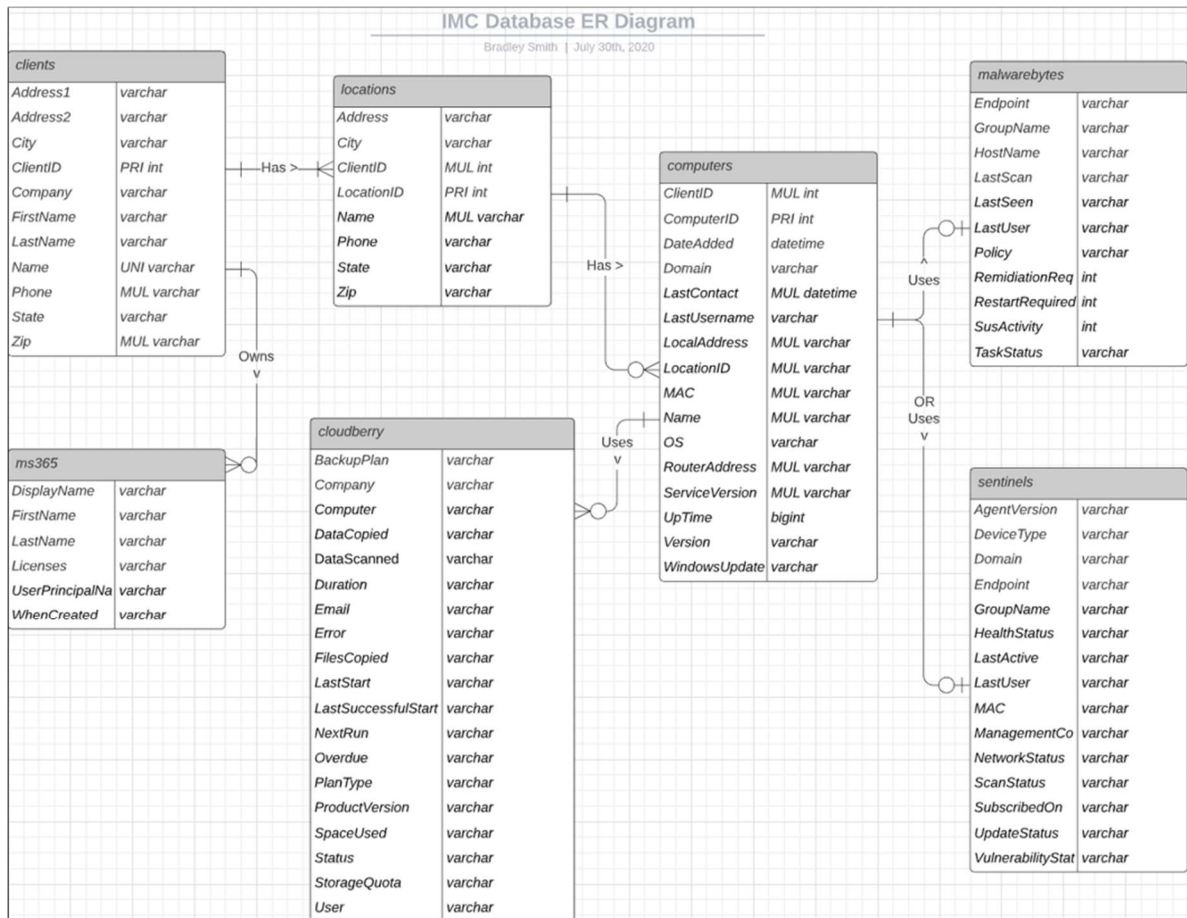 IMC Database ER Diagram
Bradley Smith | July 30th, 2020
clients
Address1 varchar
Address2 varchar
City varchar
ClientID PRI int
Company varchar
FirstName varchar
LastName varchar
Name UNI varchar
Phone MUL varchar
State varchar
Zip MUL varchar
Has >
locations
Address varchar
City varchar
ClientID MUL int
LocationID PRI int
Name MUL varchar
Phone varchar
State varchar
Zip varchar
Has >
computers
ClientID MUL int
ComputerID PRI int
DateAdded datetime
Domain varchar
LastContact MUL datetime
LastUsername varchar
LocalAddress MUL varchar
LocationID MUL varchar
MAC MUL varchar
Name MUL varchar
OS varchar
RouterAddress MUL varchar
ServiceVersion MUL varchar
UpTime bigint
Version varchar
WindowsUpdate varchar
^
Uses
malwarebytes
Endpoint varchar
GroupName varchar
HostName varchar
LastScan varchar
LastSeen varchar
LastUser varchar
Policy varchar
RemidiationReq int
RestartRequired int
SusActivity int
TaskStatus varchar
Owns
v
ms365
DisplayName varchar
FirstName varchar
LastName varchar
Licenses varchar
UserPrincipalNa varchar
WhenCreated varchar
Uses
v
cloudberry
BackupPlan varchar
Company varchar
Computer varchar
DataCopied varchar
DataScanned varchar
Duration varchar
Email varchar
Error varchar
FilesCopied varchar
LastStart varchar
LastSuccessfulStart varchar
NextRun varchar
Overdue varchar
PlanType varchar
ProductVersion varchar
SpaceUsed varchar
Status varchar
StorageQuota varchar
User varchar
OR
Uses
v
sentinels
AgentVersion varchar
DeviceType varchar
Domain varchar
Endpoint varchar
GroupName varchar
HealthStatus varchar
LastActive varchar
LastUser varchar
MAC varchar
ManagementCo varchar
NetworkStatus varchar
ScanStatus varchar
SubscribedOn varchar
UpdateStatus varchar
VulnerabilityStat varchar